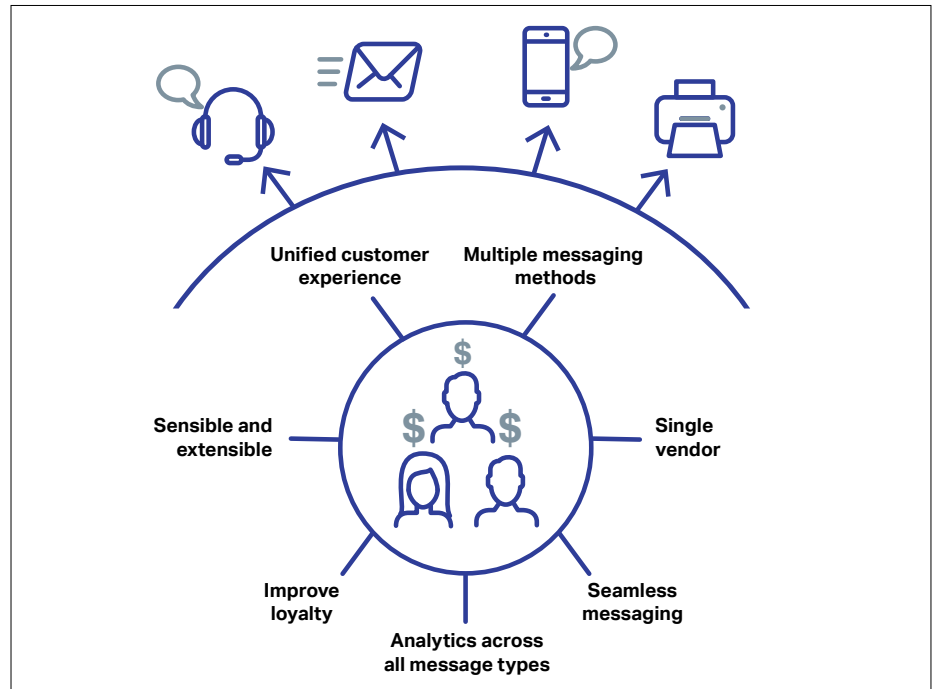 Unified customer
experience
Multiple messaging
methods
$
Sensible and
extensible
$
$
Single
vendor
Improve
loyalty
Seamless
messaging
Analytics across
all message types